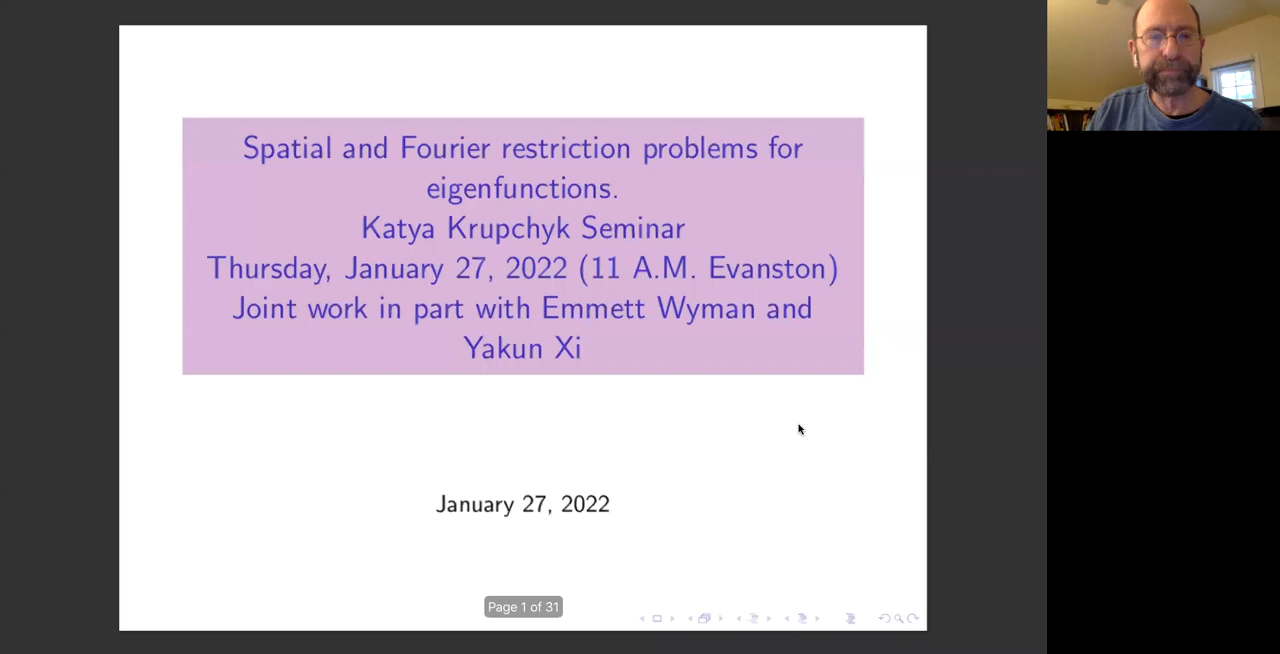 Spatial and Fourier restriction problems for
eigenfunctions.
Katya Krupchyk Seminar
Thursday, January 27, 2022 (11 A.M. Evanston)
Joint work in part with Emmett Wyman and
Yakun Xi
January 27, 2022
Page 1 of 31